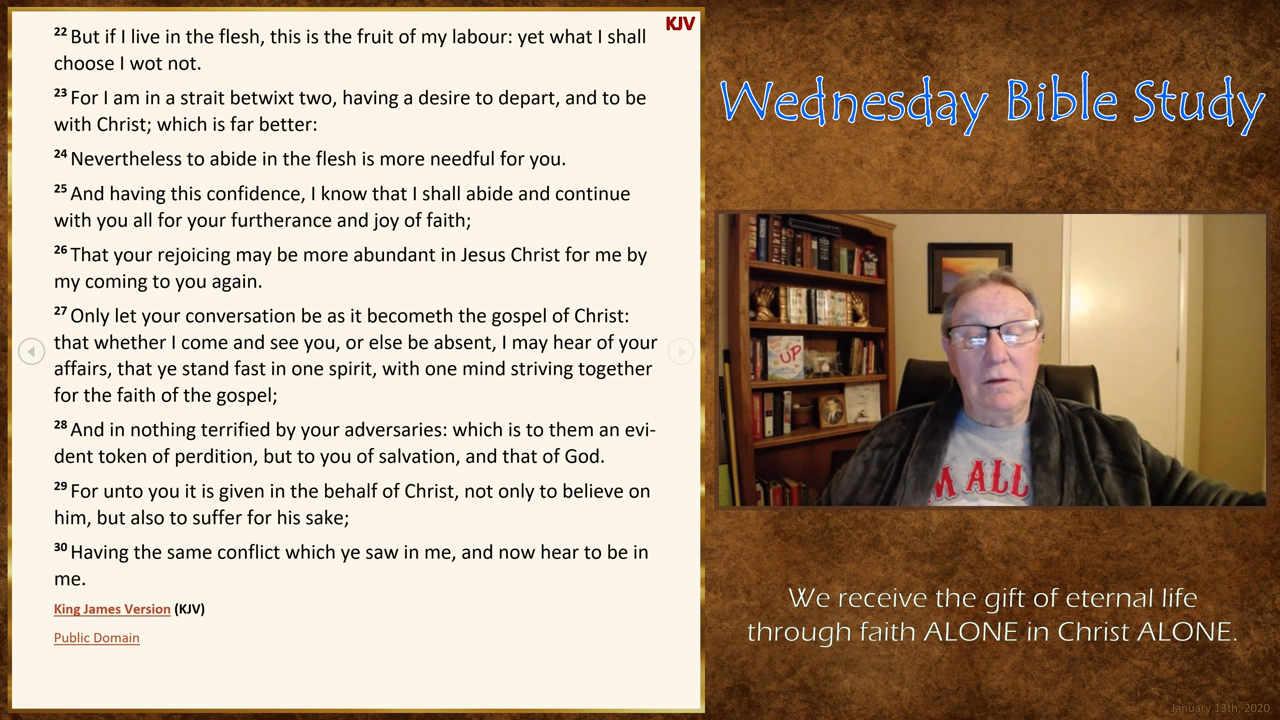 KJV
22 But if I live in the flesh, this is the fruit of my labour: yet what I shall
choose I wot not.
23 For I am in a strait betwixt two, having a desire to depart, and to be
with Christ; which is far better:
24 Nevertheless to abide in the flesh is more needful for you.
25 And having this confidence, I know that I shall abide and continue
with you all for your furtherance and joy of faith;
26 That your rejoicing may be more abundant in Jesus Christ for me by
my coming to you again.
27 Only let your conversation be as it becometh the gospel of Christ:
that whether I come and see you, or else be absent, I may hear of your
affairs, that ye stand fast in one spirit, with one mind striving together
for the faith of the gospel;
28 And in nothing terrified by your adversaries: which is to them an evi-
dent token of perdition, but to you of salvation, and that of God.
29 For unto you it is given in the behalf of Christ, not only to believe on
him, but also to suffer for his sake;
30 Having the same conflict which ye saw in me, and now hear to be in
me.
King James Version (KJV)
Public Domain
Wednesday Bible Study
UP
M ALL
We receive the gift of eternal life
through faith ALONE in Christ ALONE.
January 13th, 2020